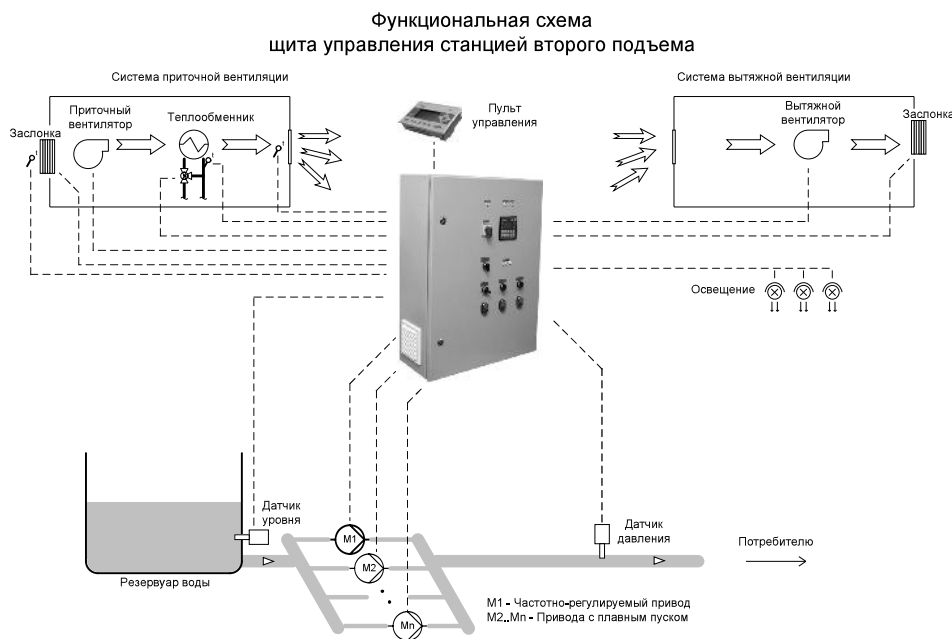 Функциональная схема
щита управления станцией второго подъема
Система приточной вентиляции
Система вытяжной вентиляции
Заслонка
Приточный
вентилятор
Теплообменник
Пульт
управления
Вытяжной
вентилятор
Заслонка
t
t
t
Освещение
Датчик
уровня
Резервуар воды
M1
M2
Mn
Датчик
давления
Потребителю
M1 - Частотно-регулируемый привод
M2..Mn - Привода с плавным пуском